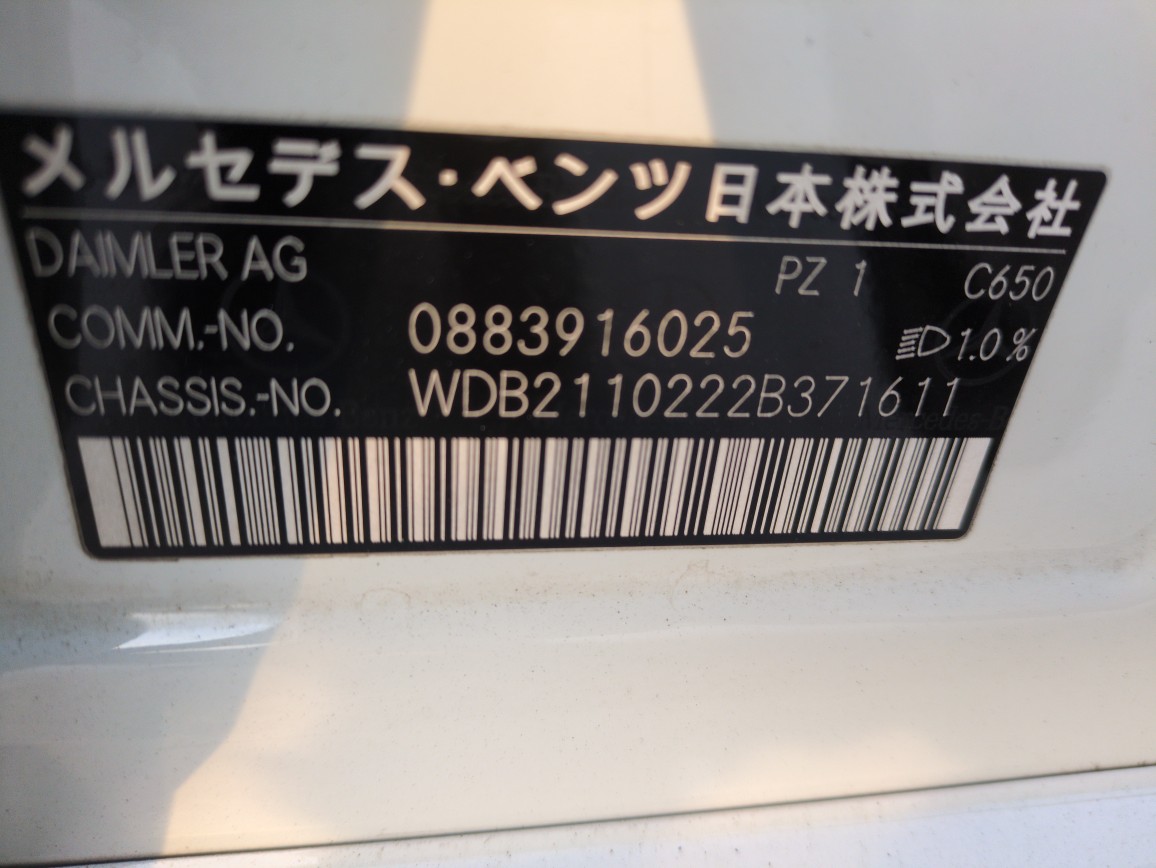 メルセデス・ベンツ日本株式会社
DAIMLER AG PZ 1 C650
COMM.-NO. 0883916025 1.0%
CHASSIS.-NO. WDB2110222B371611